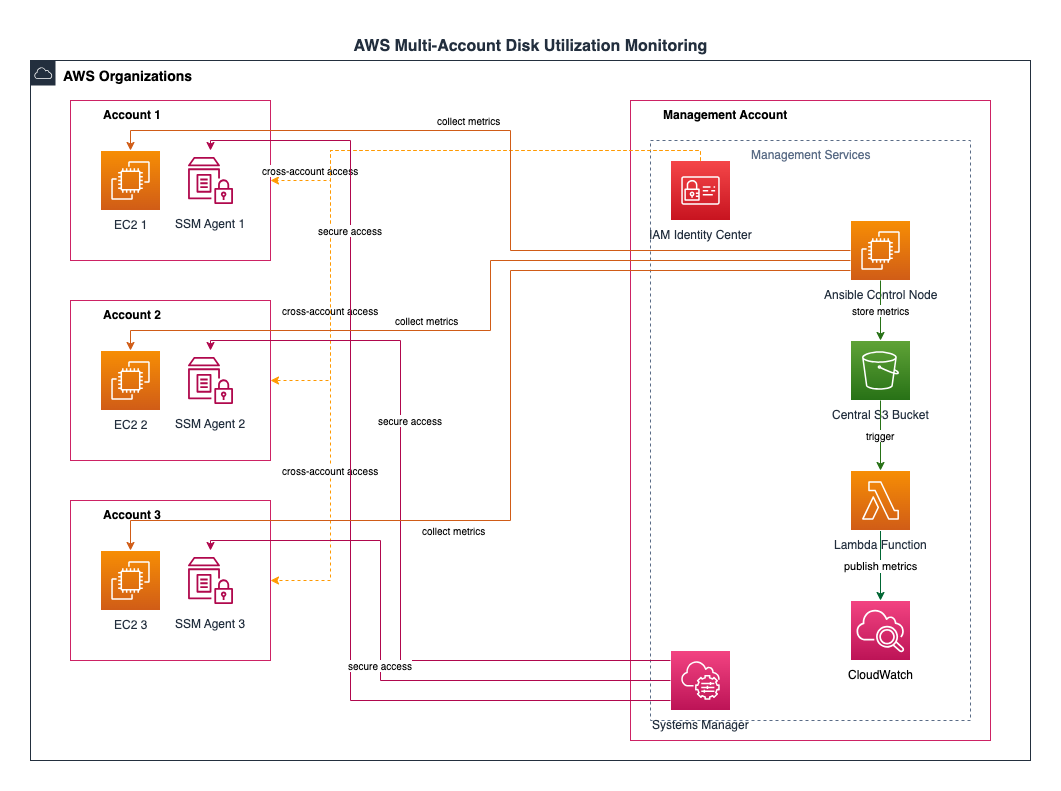 AWS Multi-Account Disk Utilization Monitoring
AWS Organizations
Account 1
EC2 1
SSM Agent 1
Account 2
EC2 2
SSM Agent 2
Account 3
EC2 3
SSM Agent 3
collect metrics
cross-account access
secure access
cross-account access
collect metrics
secure access
cross-account access
collect metrics
secure access
Management Account
Management Services
IAM Identity Center
Ansible Control Node
store metrics
Central S3 Bucket
trigger
Lambda Function
publish metrics
CloudWatch
Systems Manager